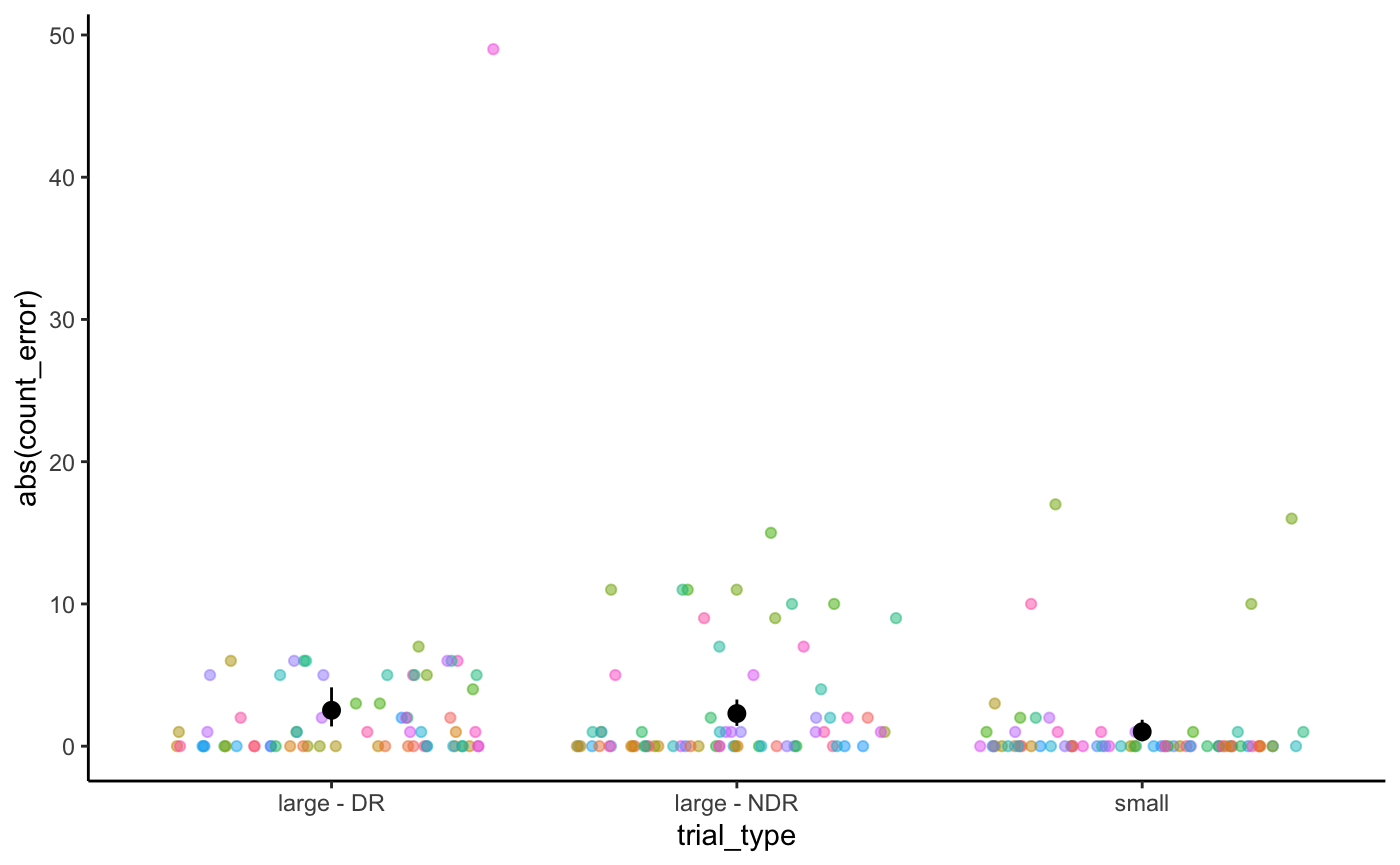 50
40
30
20
10
0
abs(count_error)
large - DR
large - NDR
small
trial_type